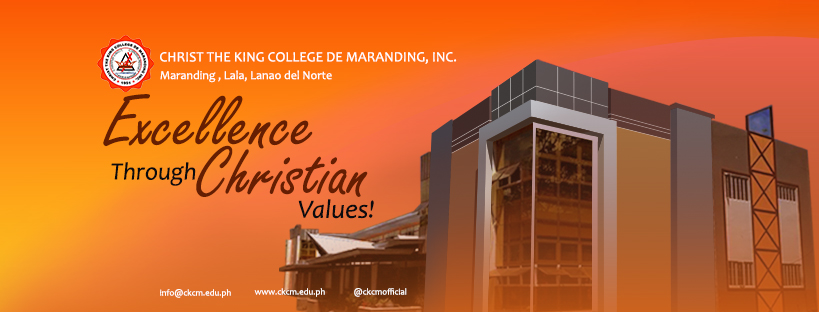 CHRIST THE KING COLLEGE DE MARANDING, INC.
Maranding , Lala, Lanao del Norte
Excellence
Through Christian
Values!
info@ckcm.edu.ph www.ckcm.edu.ph @ckcmofficial